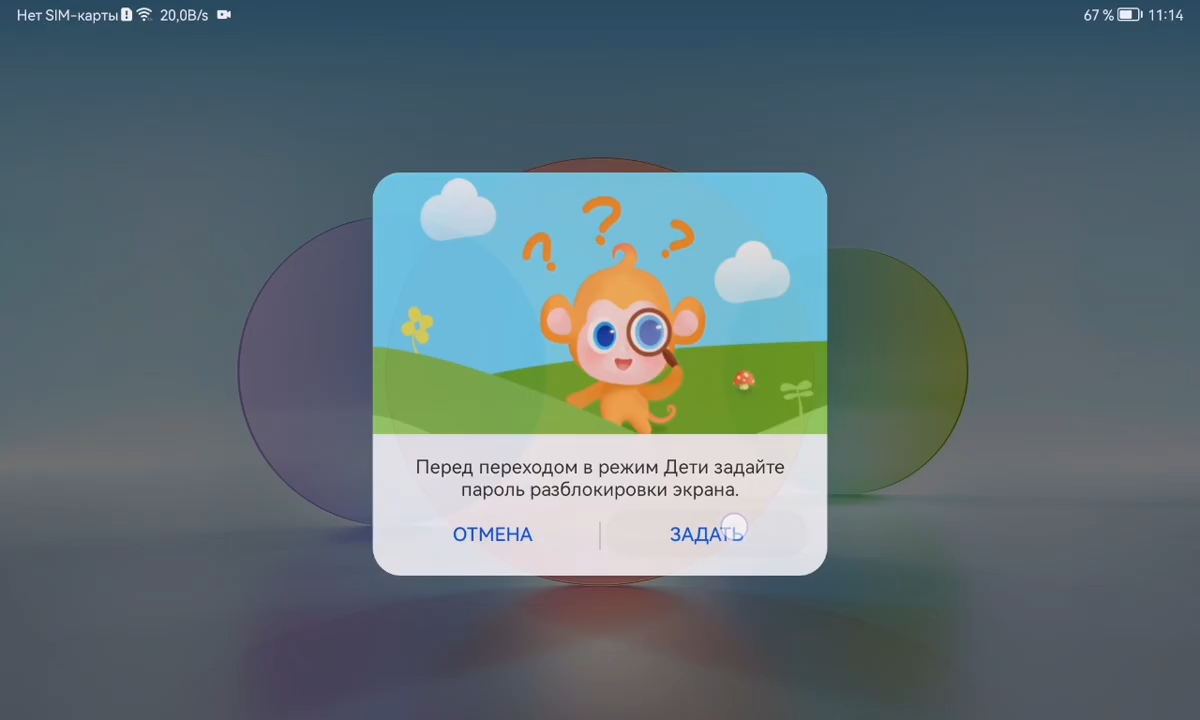 Нет SIM-карты 20,0B/s 67 % 11:14
? ? ?
Перед переходом в режим Дети задайте
пароль разблокировки экрана.
ОТМЕНА ЗАДАТЬ